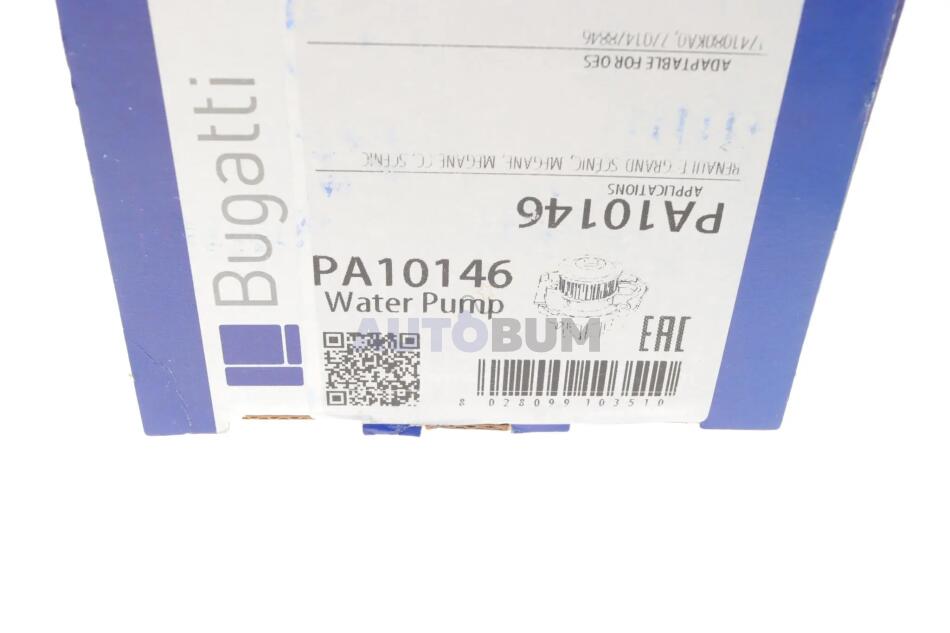 Bugatti
ADAPTABLE FOR OES
RENAULT: GRAND SCENIC, MEGANE, MEGANE CC, SCENIC
APPLICATIONS
PA10146
PA10146
Water Pump
AUTOBUM
EAC
8 028099 103510